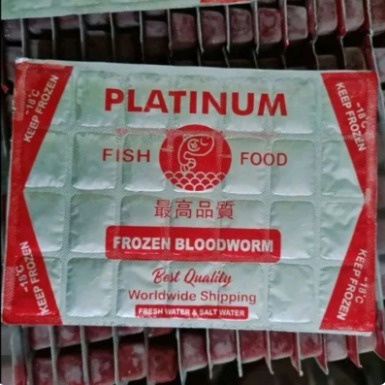 PLATINUM
FISH FOOD
最高品質
FROZEN BLOODWORM
Best Quality
Worldwide Shipping
FRESH WATER & SALT WATER
-18°C
KEEP FROZEN
-18°C
KEEP FROZEN
-18°C
KEEP FROZEN
-18°C
KEEP FROZEN